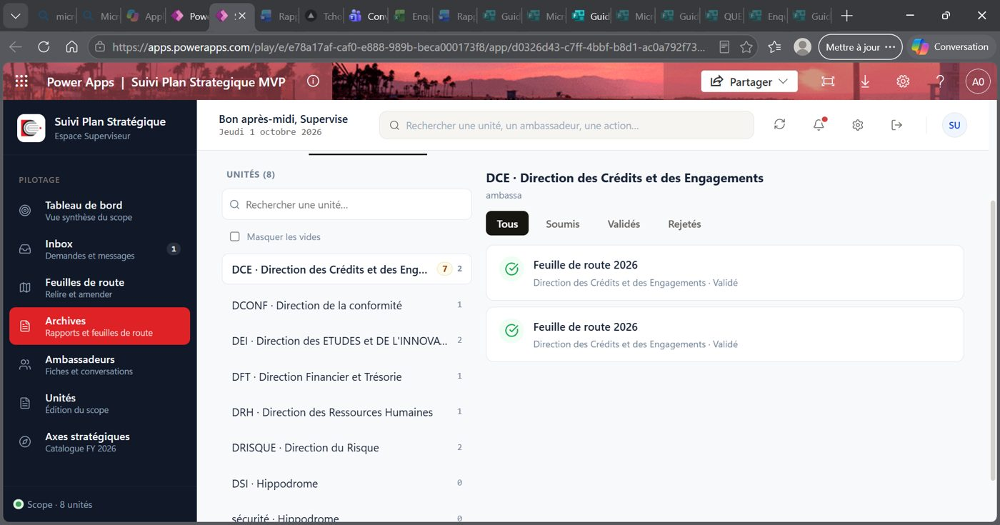 micr
Micr
App
Pow
S
Rap
Tcho
Con
Enqu
Rap
Guid
Micr
Guid
Micr
Guid
QUE
Enq
Guid
https://apps.powerapps.com/play/e/e78a17af-caf0-e888-989b-beca000173f8/app/d0326d43-c7ff-4bbf-b8d1-ac0a792f73...
Mettre à jour ...
Conversation
Power Apps | Suivi Plan Strategique MVP
Partager
?
A0
Suivi Plan Stratégique
Espace Superviseur
Bon après-midi, Supervise
Jeudi 1 octobre 2026
Rechercher une unité, un ambassadeur, une action...
SU
PILOTAGE
Tableau de bord
Vue synthèse du scope
Inbox
Demandes et messages
1
Feuilles de route
Relire et amender
Archives
Rapports et feuilles de route
Ambassadeurs
Fiches et conversations
Unités
Édition du scope
Axes stratégiques
Catalogue FY 2026
Scope · 8 unités
UNITÉS (8)
Rechercher une unité...
Masquer les vides
DCE · Direction des Crédits et des Eng... 7 2
DCONF · Direction de la conformité 1
DEI · Direction des ETUDES et DE L'INNOVA... 2
DFT · Direction Financier et Trésorie 1
DRH · Direction des Ressources Humaines 1
DRISQUE · Direction du Risque 2
DSI · Hippodrome 0
sécurité · Hippodrome 0
DCE · Direction des Crédits et des Engagements
ambassa
Tous Soumis Validés Rejetés
Feuille de route 2026
Direction des Crédits et des Engagements · Validé
Feuille de route 2026
Direction des Crédits et des Engagements · Validé